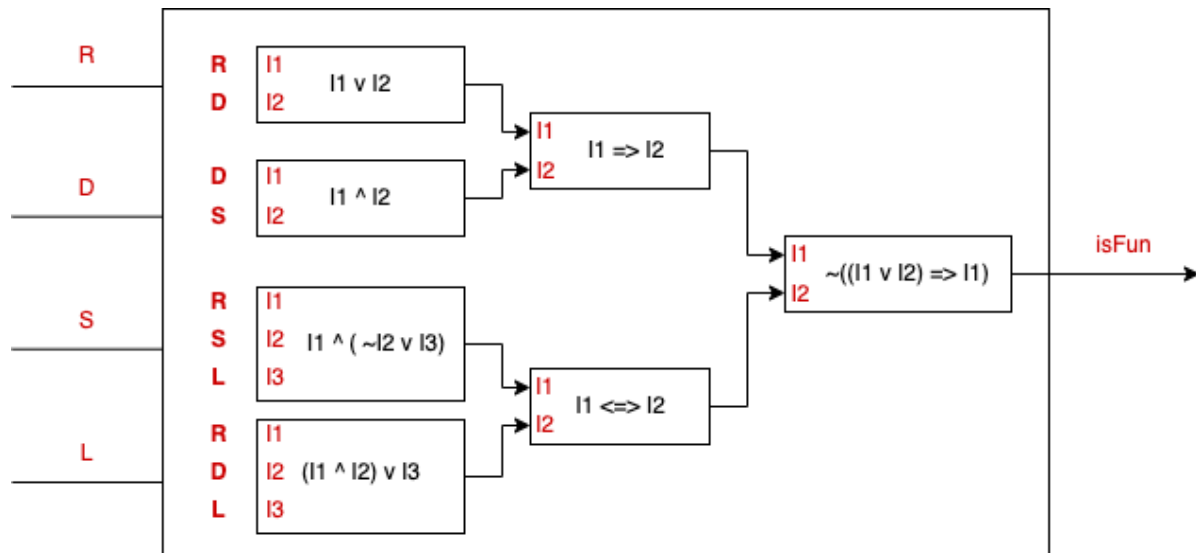 R
D
S
L
R I1
D I2
I1 v I2
D I1
S I2
I1 ^ I2
R I1
S I2
L I3
I1 ^ ( ~I2 v I3)
R I1
D I2
L I3
(I1 ^ I2) v I3
I1
I2
I1 => I2
I1
I2
I1 <=> I2
I1
I2
~((I1 v I2) => I1)
isFun